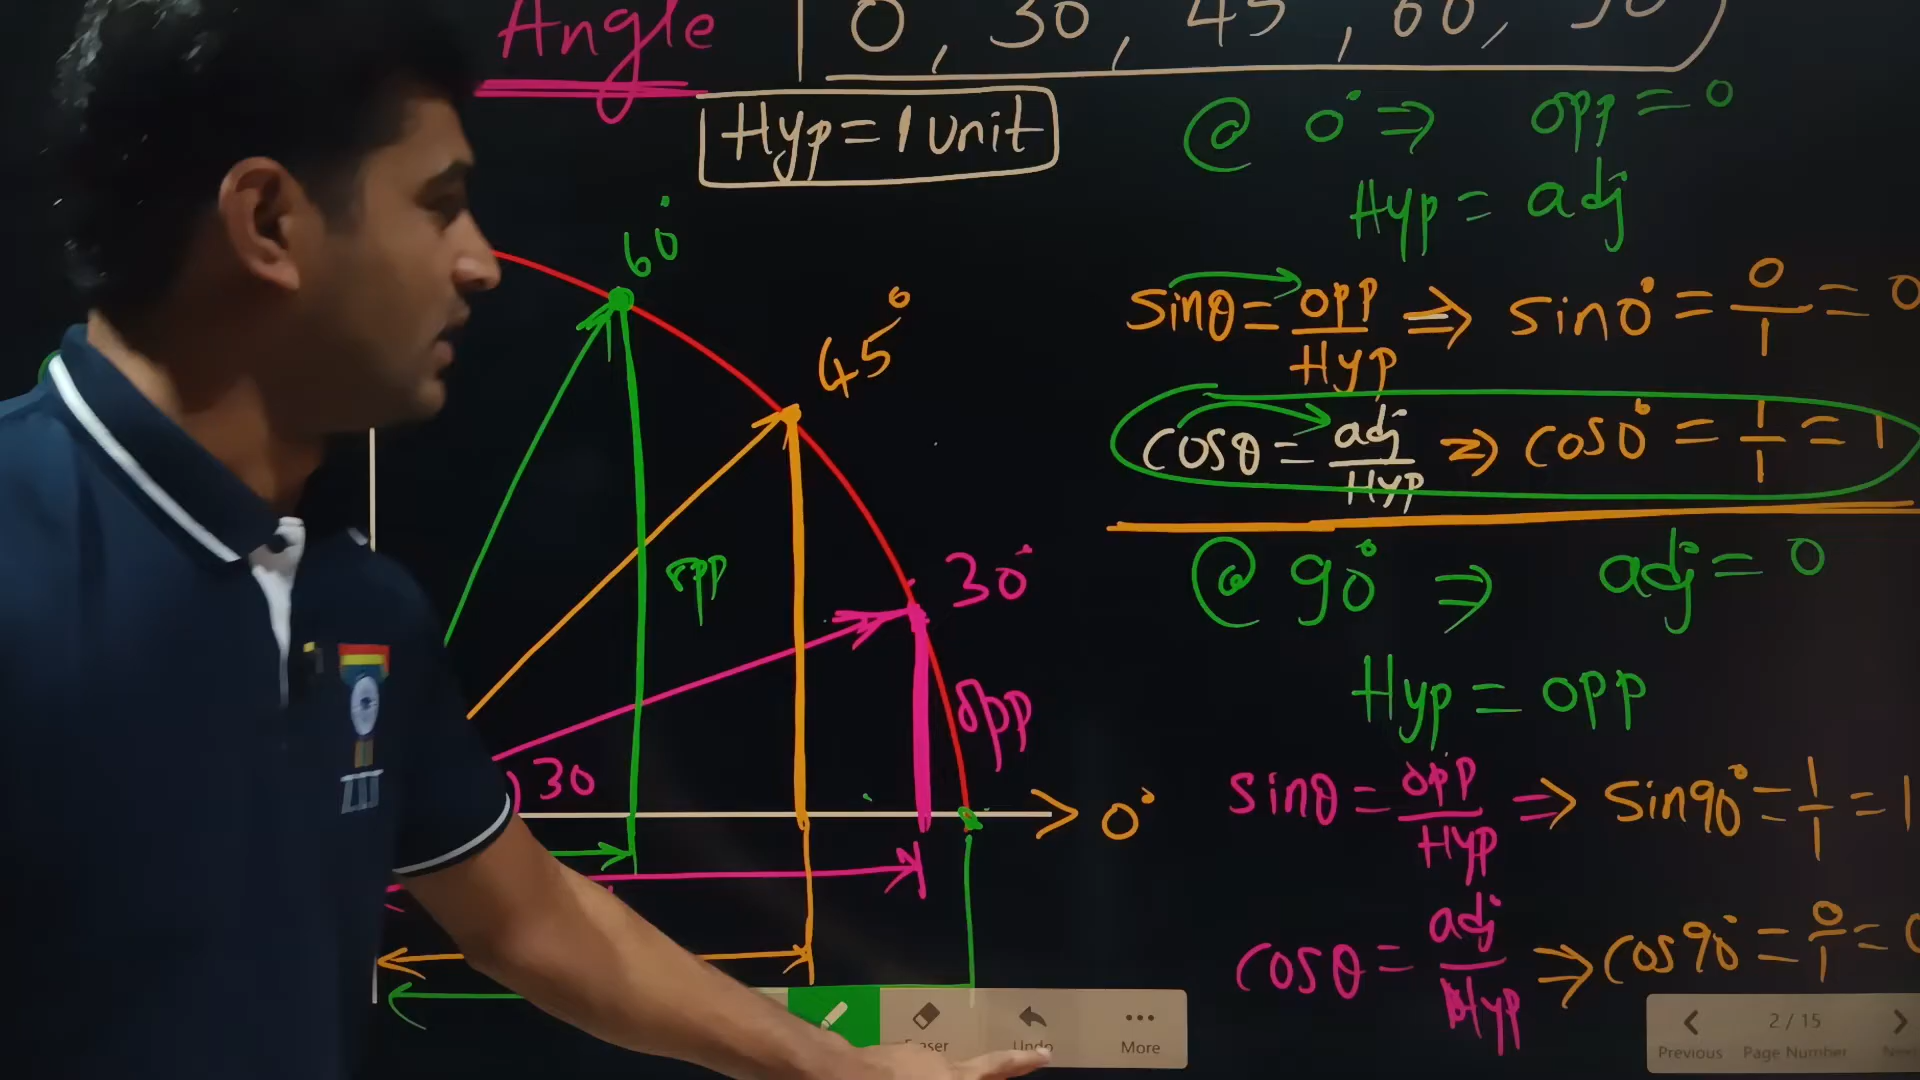 Angle | 0, 30, 45, 60, 90
Hyp = 1 unit
@ 0° ⇒ opp = 0
Hyp = adj
60°
45°
30°
opp
opp
30
0°
sinθ = opp/Hyp ⇒ sin0° = 0/1 = 0
cosθ = adj/Hyp ⇒ cos0° = 1/1 = 1
@ 90° ⇒ adj = 0
Hyp = opp
sinθ = opp/Hyp ⇒ sin90° = 1/1 = 1
cosθ = adj/Hyp ⇒ cos90° = 0/1 = 0
Undo
More
2 / 15
Previous
Page Number